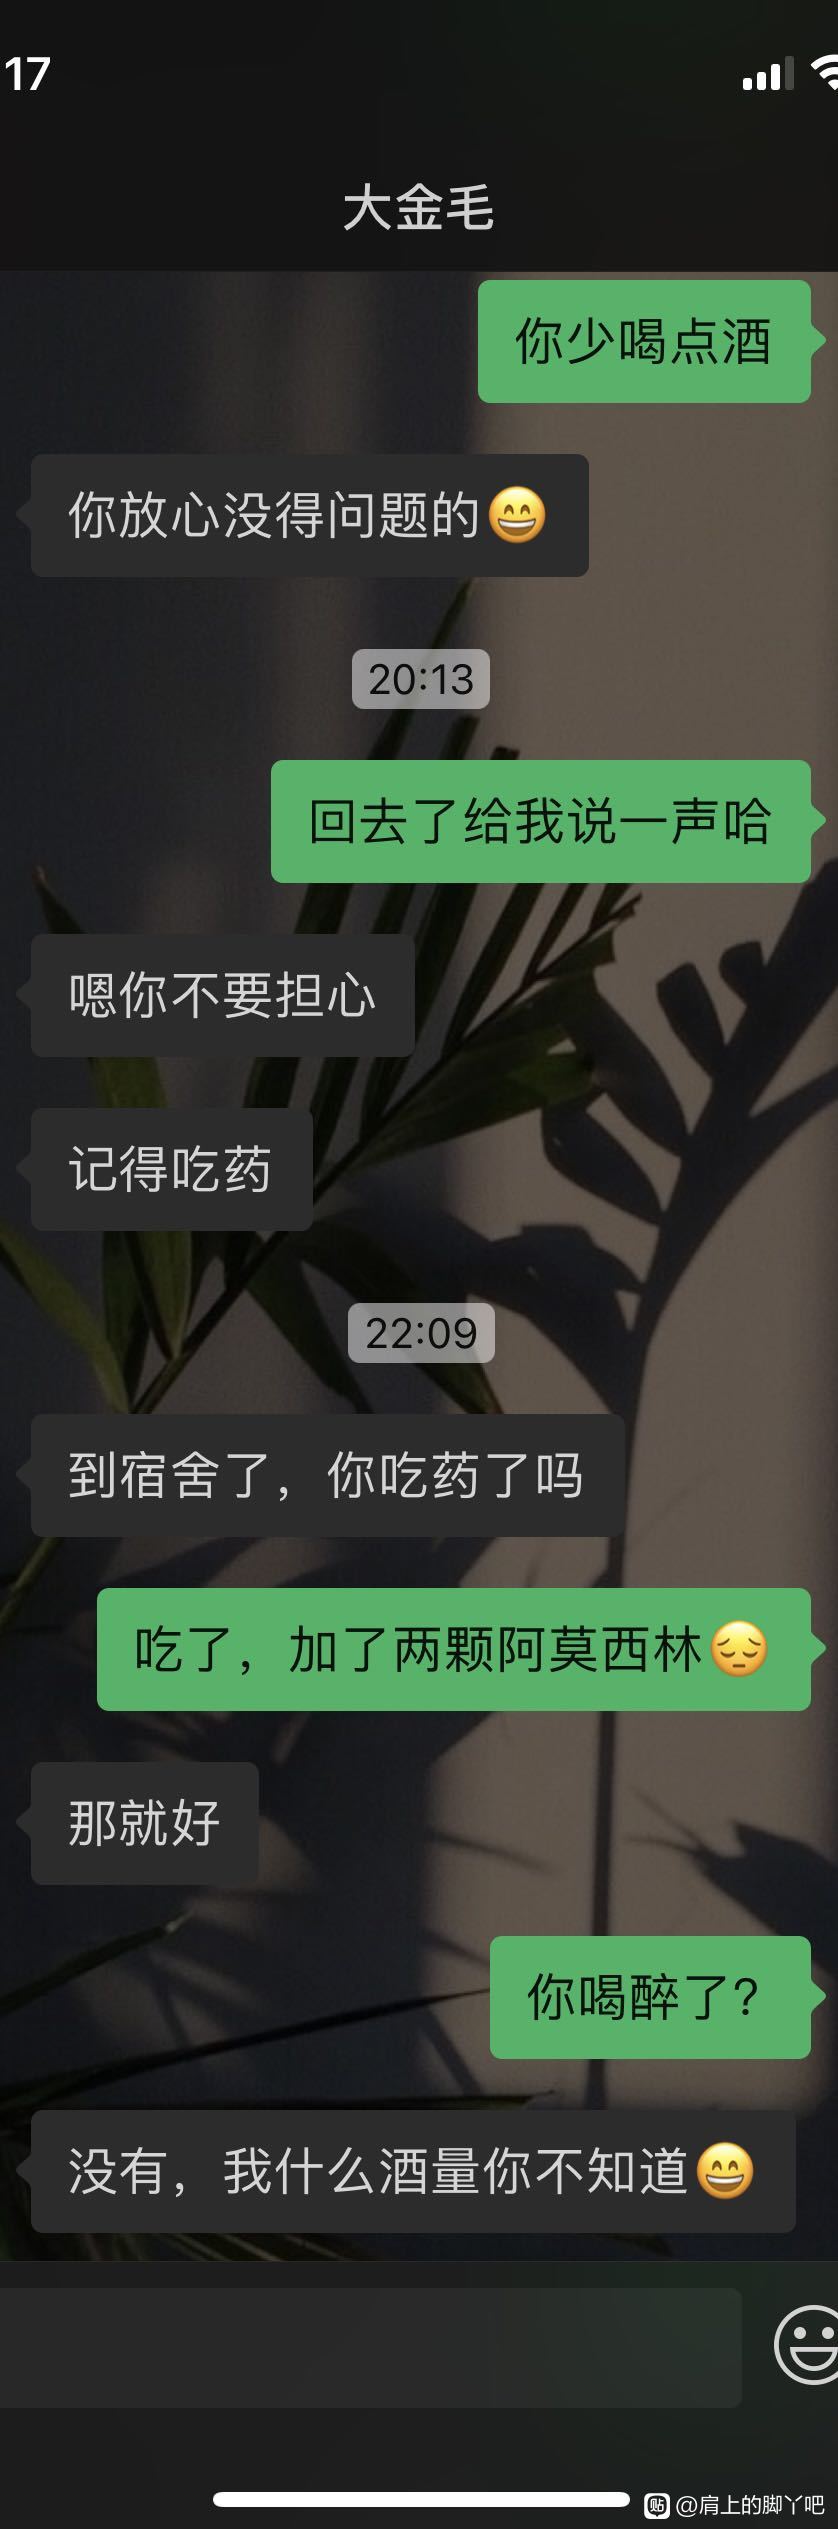 17
大金毛
你少喝点酒
你放心没得问题的😄
20:13
回去了给我说一声哈
嗯你不要担心
记得吃药
22:09
到宿舍了，你吃药了吗
吃了，加了两颗阿莫西林😔
那就好
你喝醉了?
没有，我什么酒量你不知道😄
贴 @肩上的脚丫吧